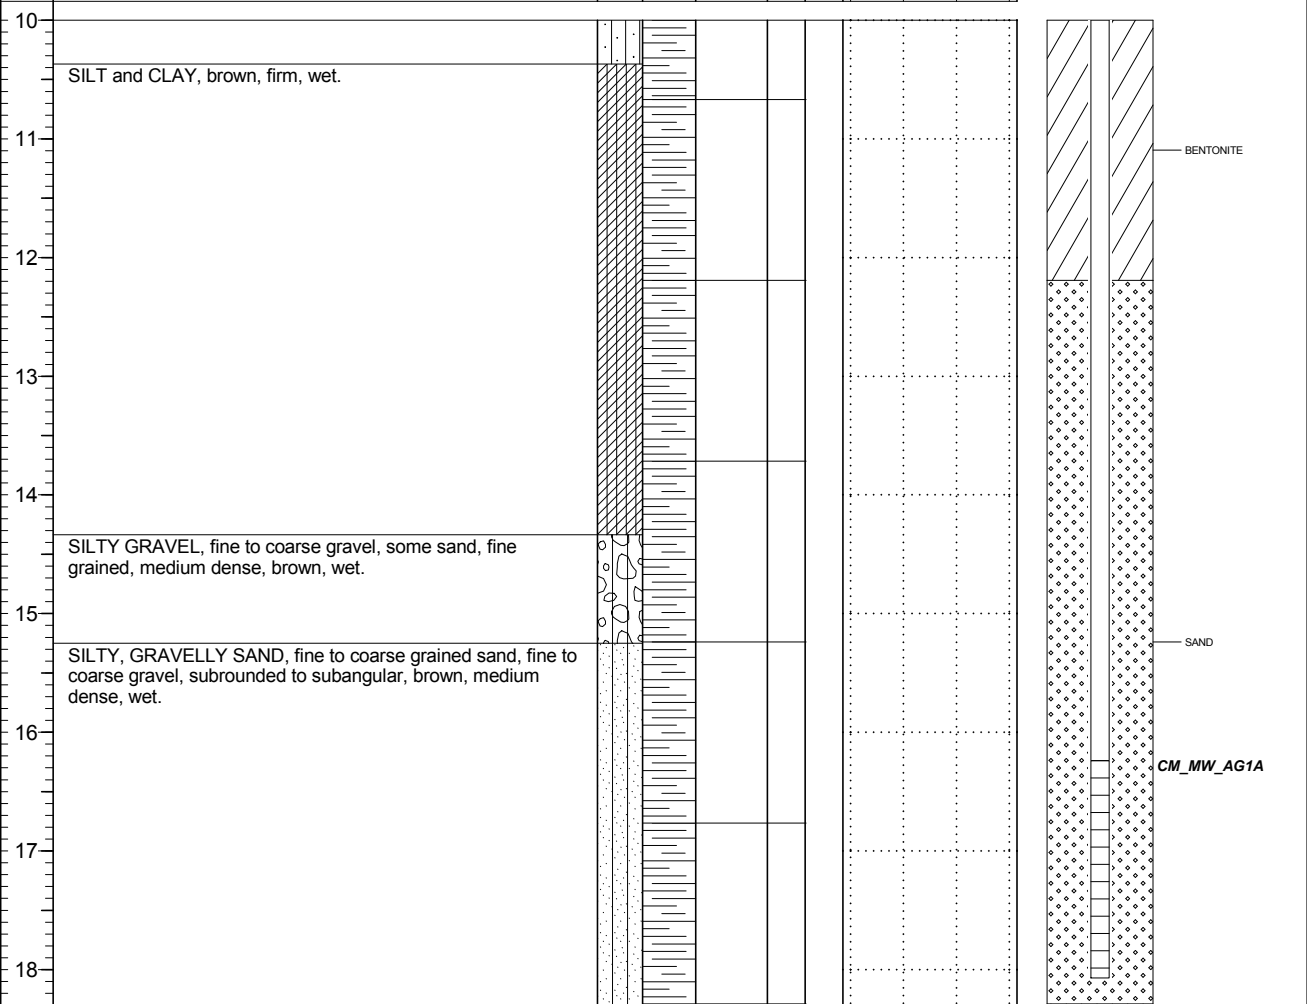 10
SILT and CLAY, brown, firm, wet.
11
BENTONITE
12
13
14
SILTY GRAVEL, fine to coarse gravel, some sand, fine
grained, medium dense, brown, wet.
15
SILTY, GRAVELLY SAND, fine to coarse grained sand, fine to
coarse gravel, subrounded to subangular, brown, medium
dense, wet.
SAND
16
CM_MW_AG1A
17
18